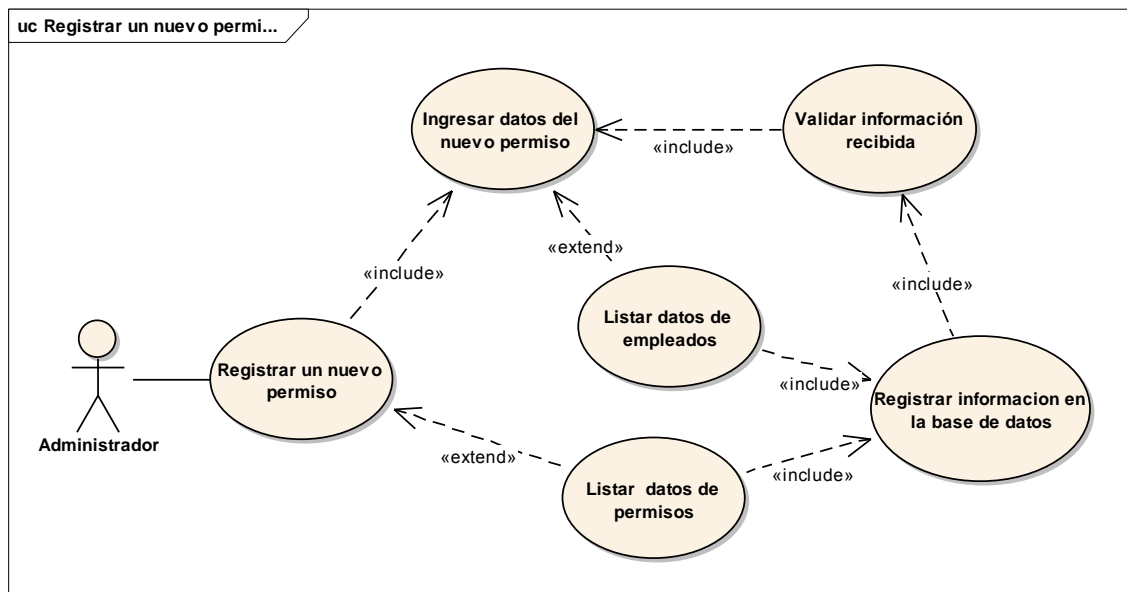 uc Registrar un nuevo permi...
Ingresar datos del
nuevo permiso
Validar información
recibida
«include»
«extend»
«include»
«include»
Listar datos de
empleados
Registrar un nuevo
permiso
«include»
Registrar informacion en
la base de datos
Administrador
«extend»
«include»
Listar datos de
permisos